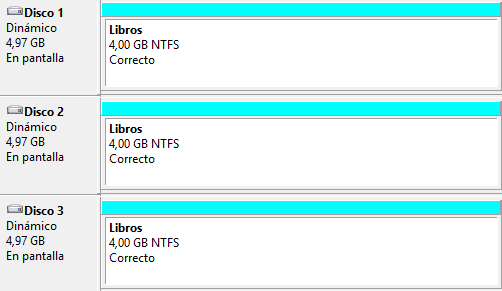 Disco 1
Dinámico
4,97 GB
En pantalla
Libros
4,00 GB NTFS
Correcto
Disco 2
Dinámico
4,97 GB
En pantalla
Libros
4,00 GB NTFS
Correcto
Disco 3
Dinámico
4,97 GB
En pantalla
Libros
4,00 GB NTFS
Correcto